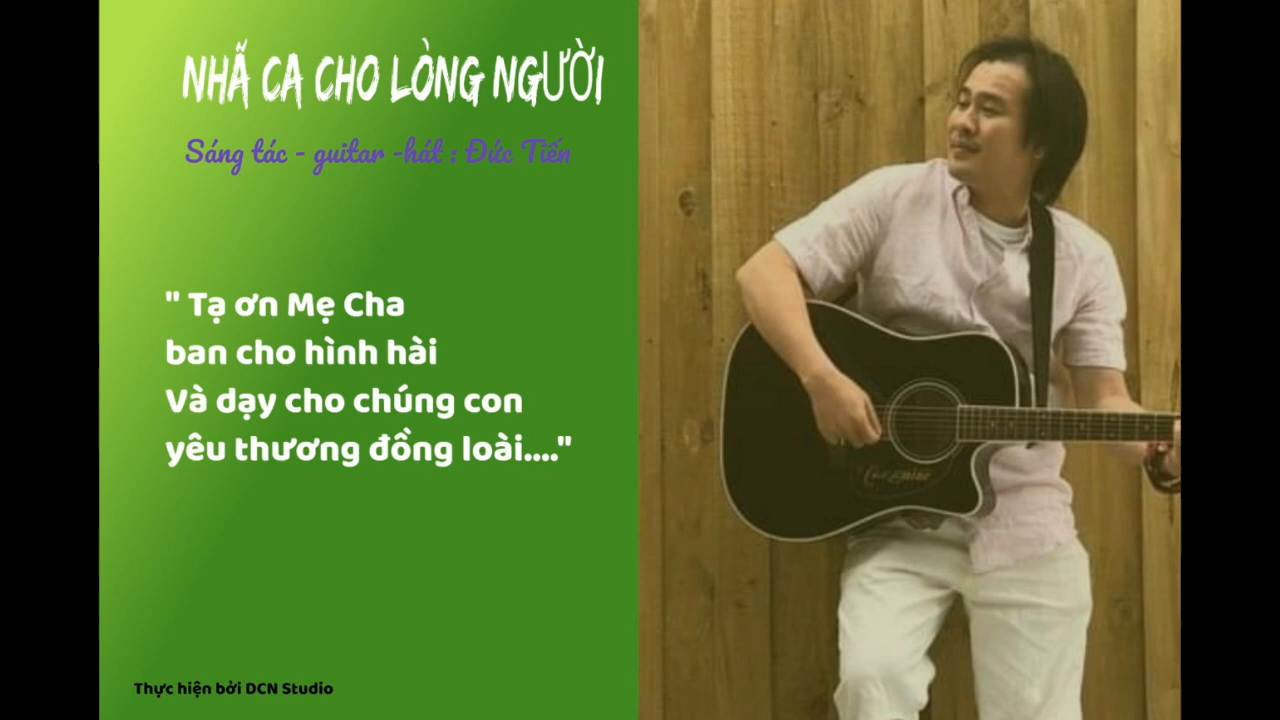 NHÃ CA CHO LÒNG NGƯỜI
Sáng tác - guitar -hát : Đức Tiến
" Tạ ơn Mẹ Cha
ban cho hình hài
Và dạy cho chúng con
yêu thương đồng loài...."
Thực hiện bởi DCN Studio